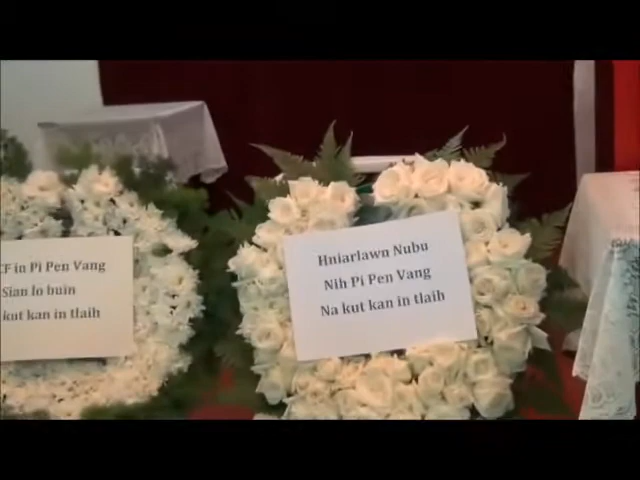 CF in Pi Pen Vang
Sian lo buin
kut kan in tlaih
Hniarlawn Nubu
Nih Pi Pen Vang
Na kut kan in tlaih